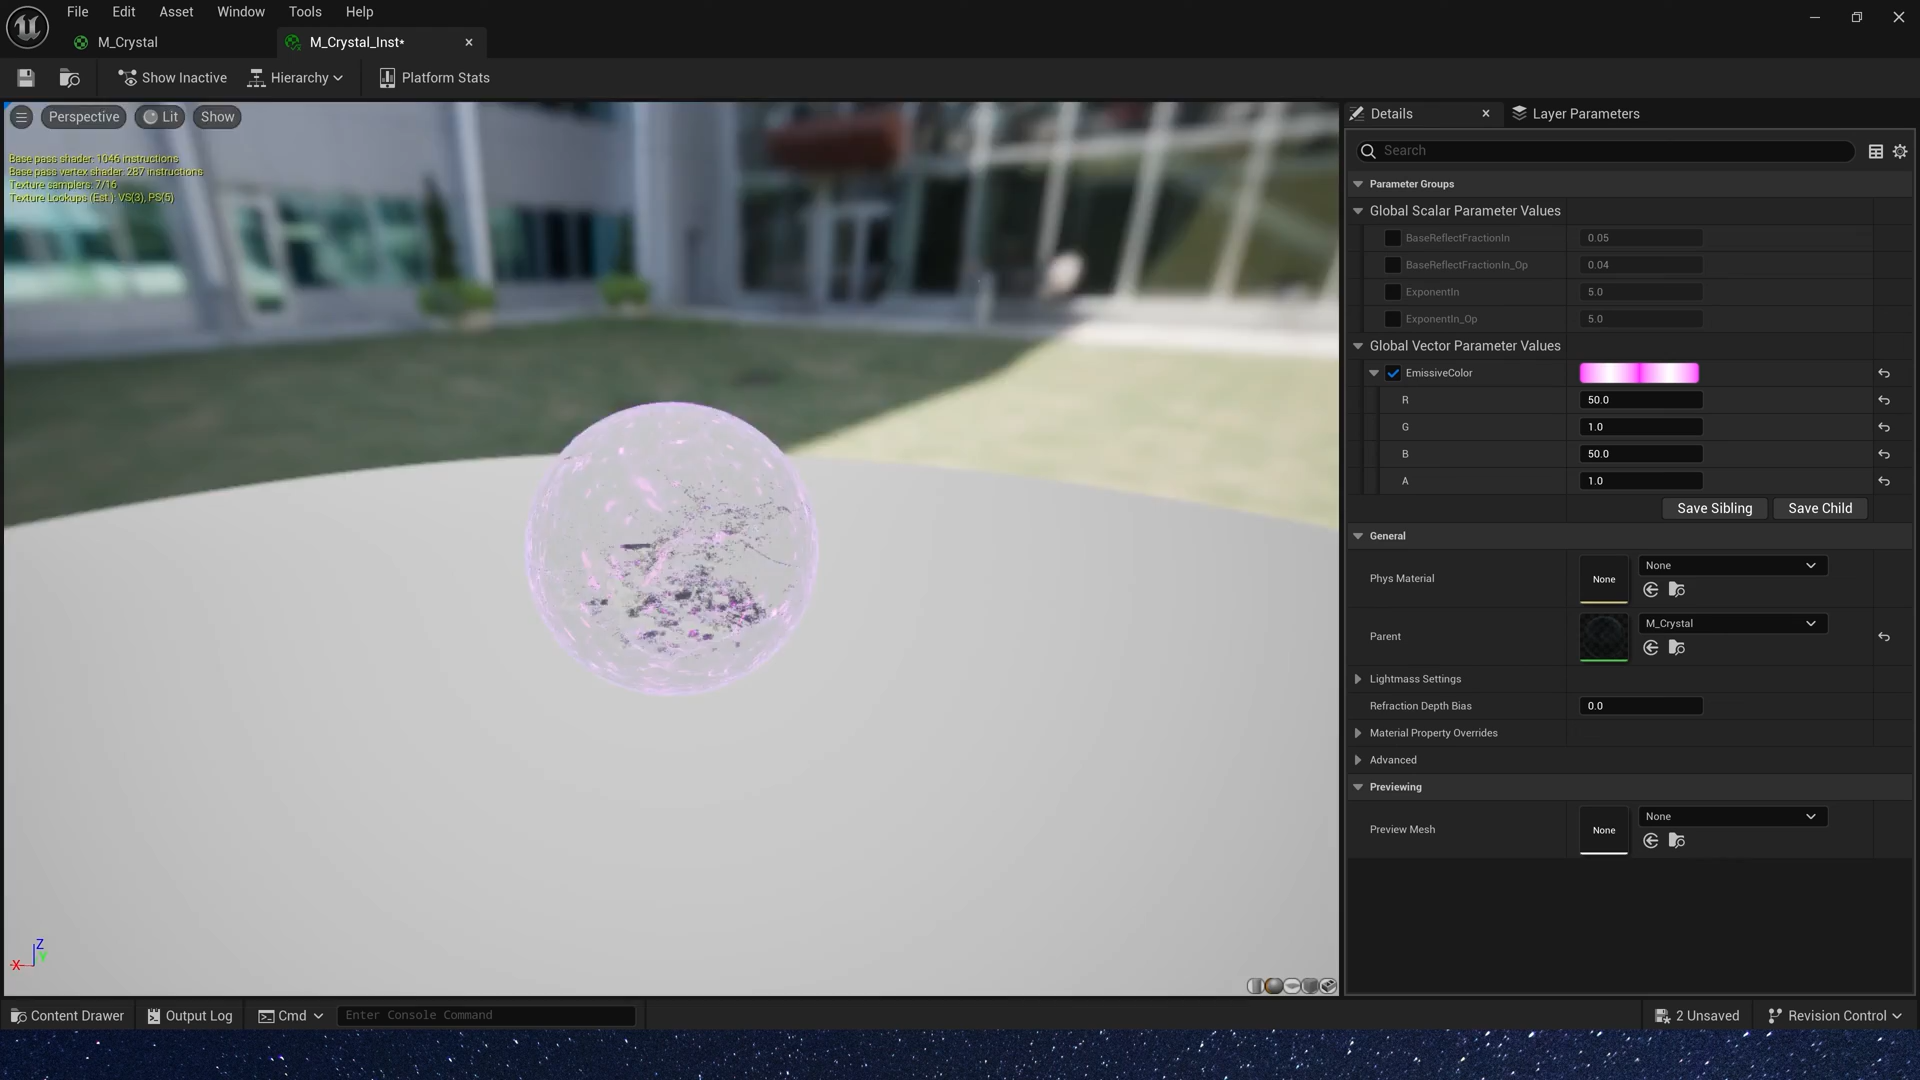 File Edit Asset Window Tools Help
M_Crystal M_Crystal_Inst*
Show Inactive Hierarchy Platform Stats
Perspective Lit Show
Base pass shader: 1046 instructions
Base pass vertex shader: 287 instructions
Texture samplers: 7/16
Texture Lookups (Est.): VS(3), PS(5)
Details Layer Parameters
Search
Parameter Groups
Global Scalar Parameter Values
BaseReflectFractionIn 0.05
BaseReflectFractionIn_Op 0.04
ExponentIn 5.0
ExponentIn_Op 5.0
Global Vector Parameter Values
EmissiveColor
R 50.0
G 1.0
B 50.0
A 1.0
Save Sibling Save Child
General
Phys Material None None
Parent M_Crystal
Lightmass Settings
Refraction Depth Bias 0.0
Material Property Overrides
Advanced
Previewing
Preview Mesh None None
Z
X Y
Content Drawer Output Log Cmd Enter Console Command 2 Unsaved Revision Control